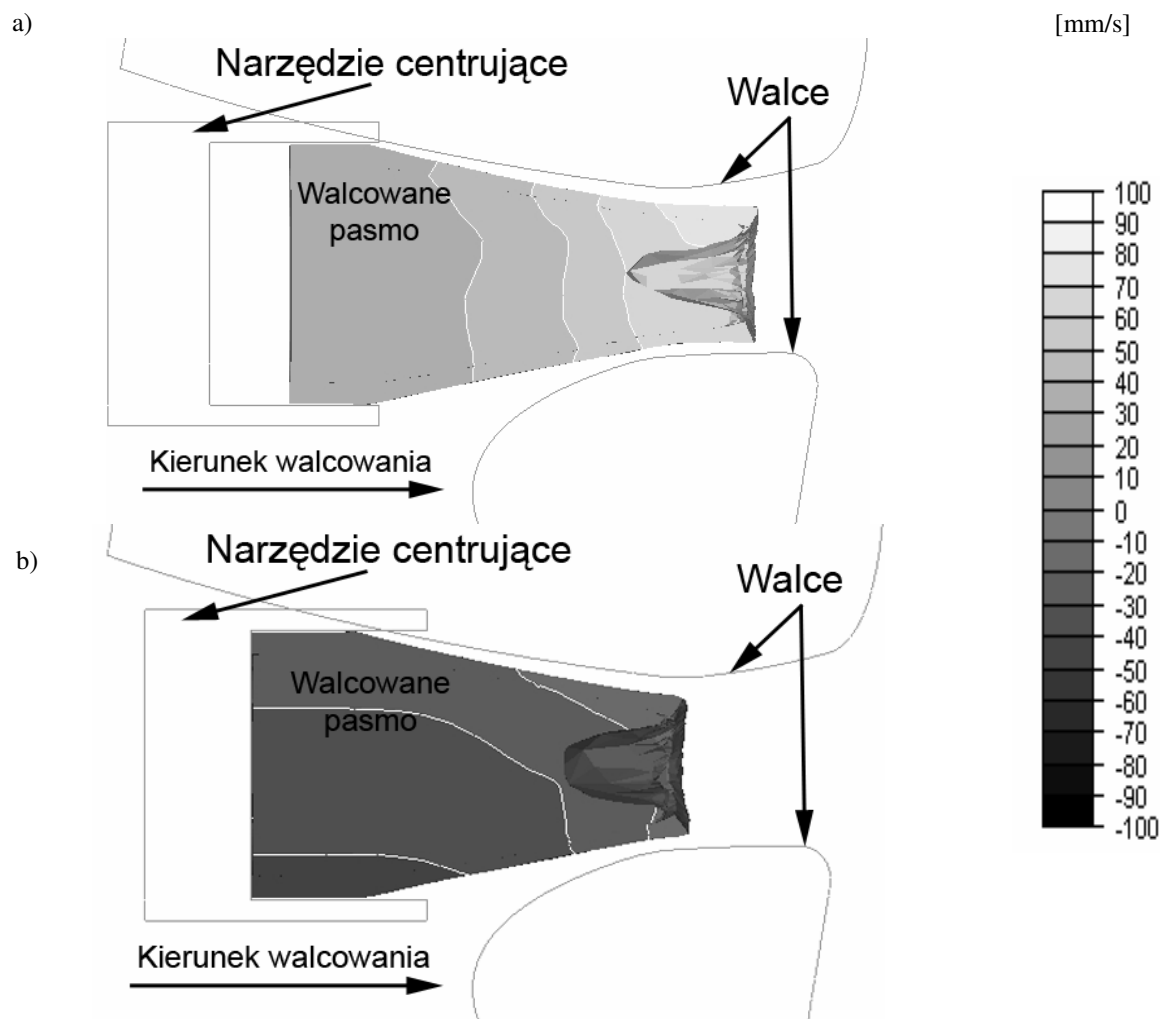 a)
[mm/s]
Narzędzie centrujące
Walce
Walcowane
pasmo
Kierunek walcowania
b)
Narzędzie centrujące
Walce
Walcowane
pasmo
Kierunek walcowania
100
90
80
70
60
50
40
30
20
10
0
-10
-20
-30
-40
-50
-60
-70
-80
-90
-100